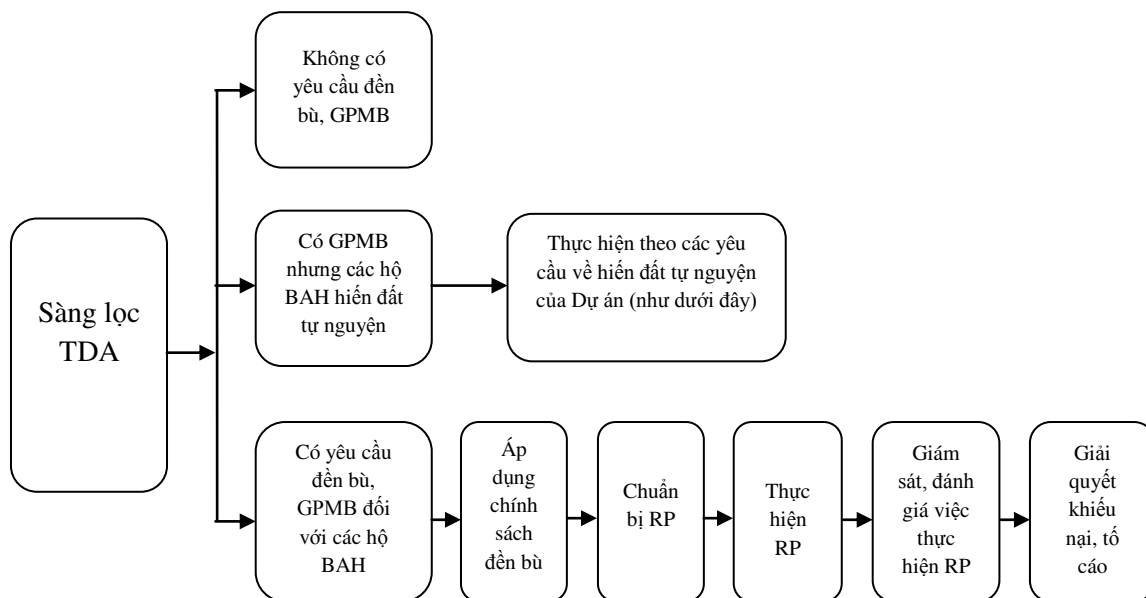 Không có
yêu cầu đền
bù, GPMB
Sàng lọc
TDA
Có GPMB
nhưng các hộ
BAH hiến đất
tự nguyện
Thực hiện theo các yêu
cầu về hiến đất tự nguyện
của Dự án (như dưới đây)
Có yêu cầu
đền bù,
GPMB đối
với các hộ
BAH
Áp
dụng
chính
sách
đền bù
Chuẩn
bị RP
Thực
hiện
RP
Giám
sát, đánh
giá việc
thực
hiện RP
Giải
quyết
khiếu
nại, tố
cáo